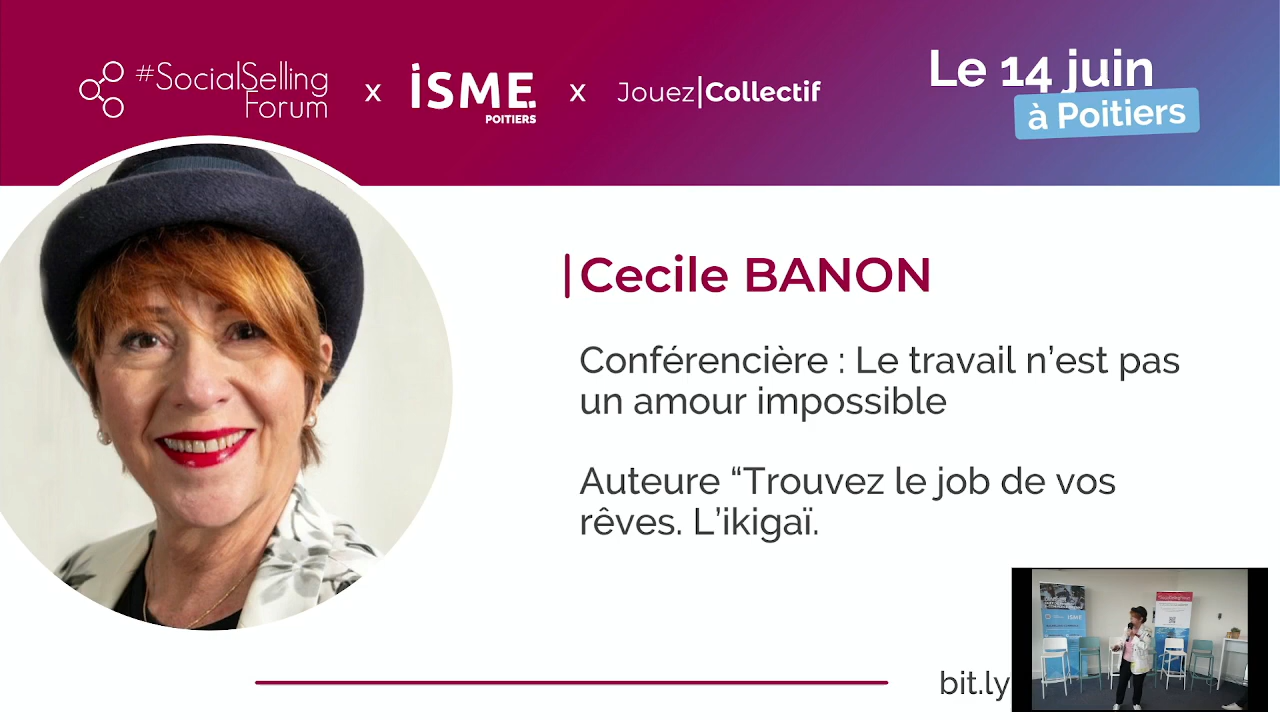 #SocialSelling
Forum
x
iSME.
POITIERS
x
Jouez|Collectif
Le 14 juin
à Poitiers
Cecile BANON
Conférencière : Le travail n’est pas
un amour impossible
Auteure “Trouvez le job de vos
rêves. L’ikigaï.
bit.ly